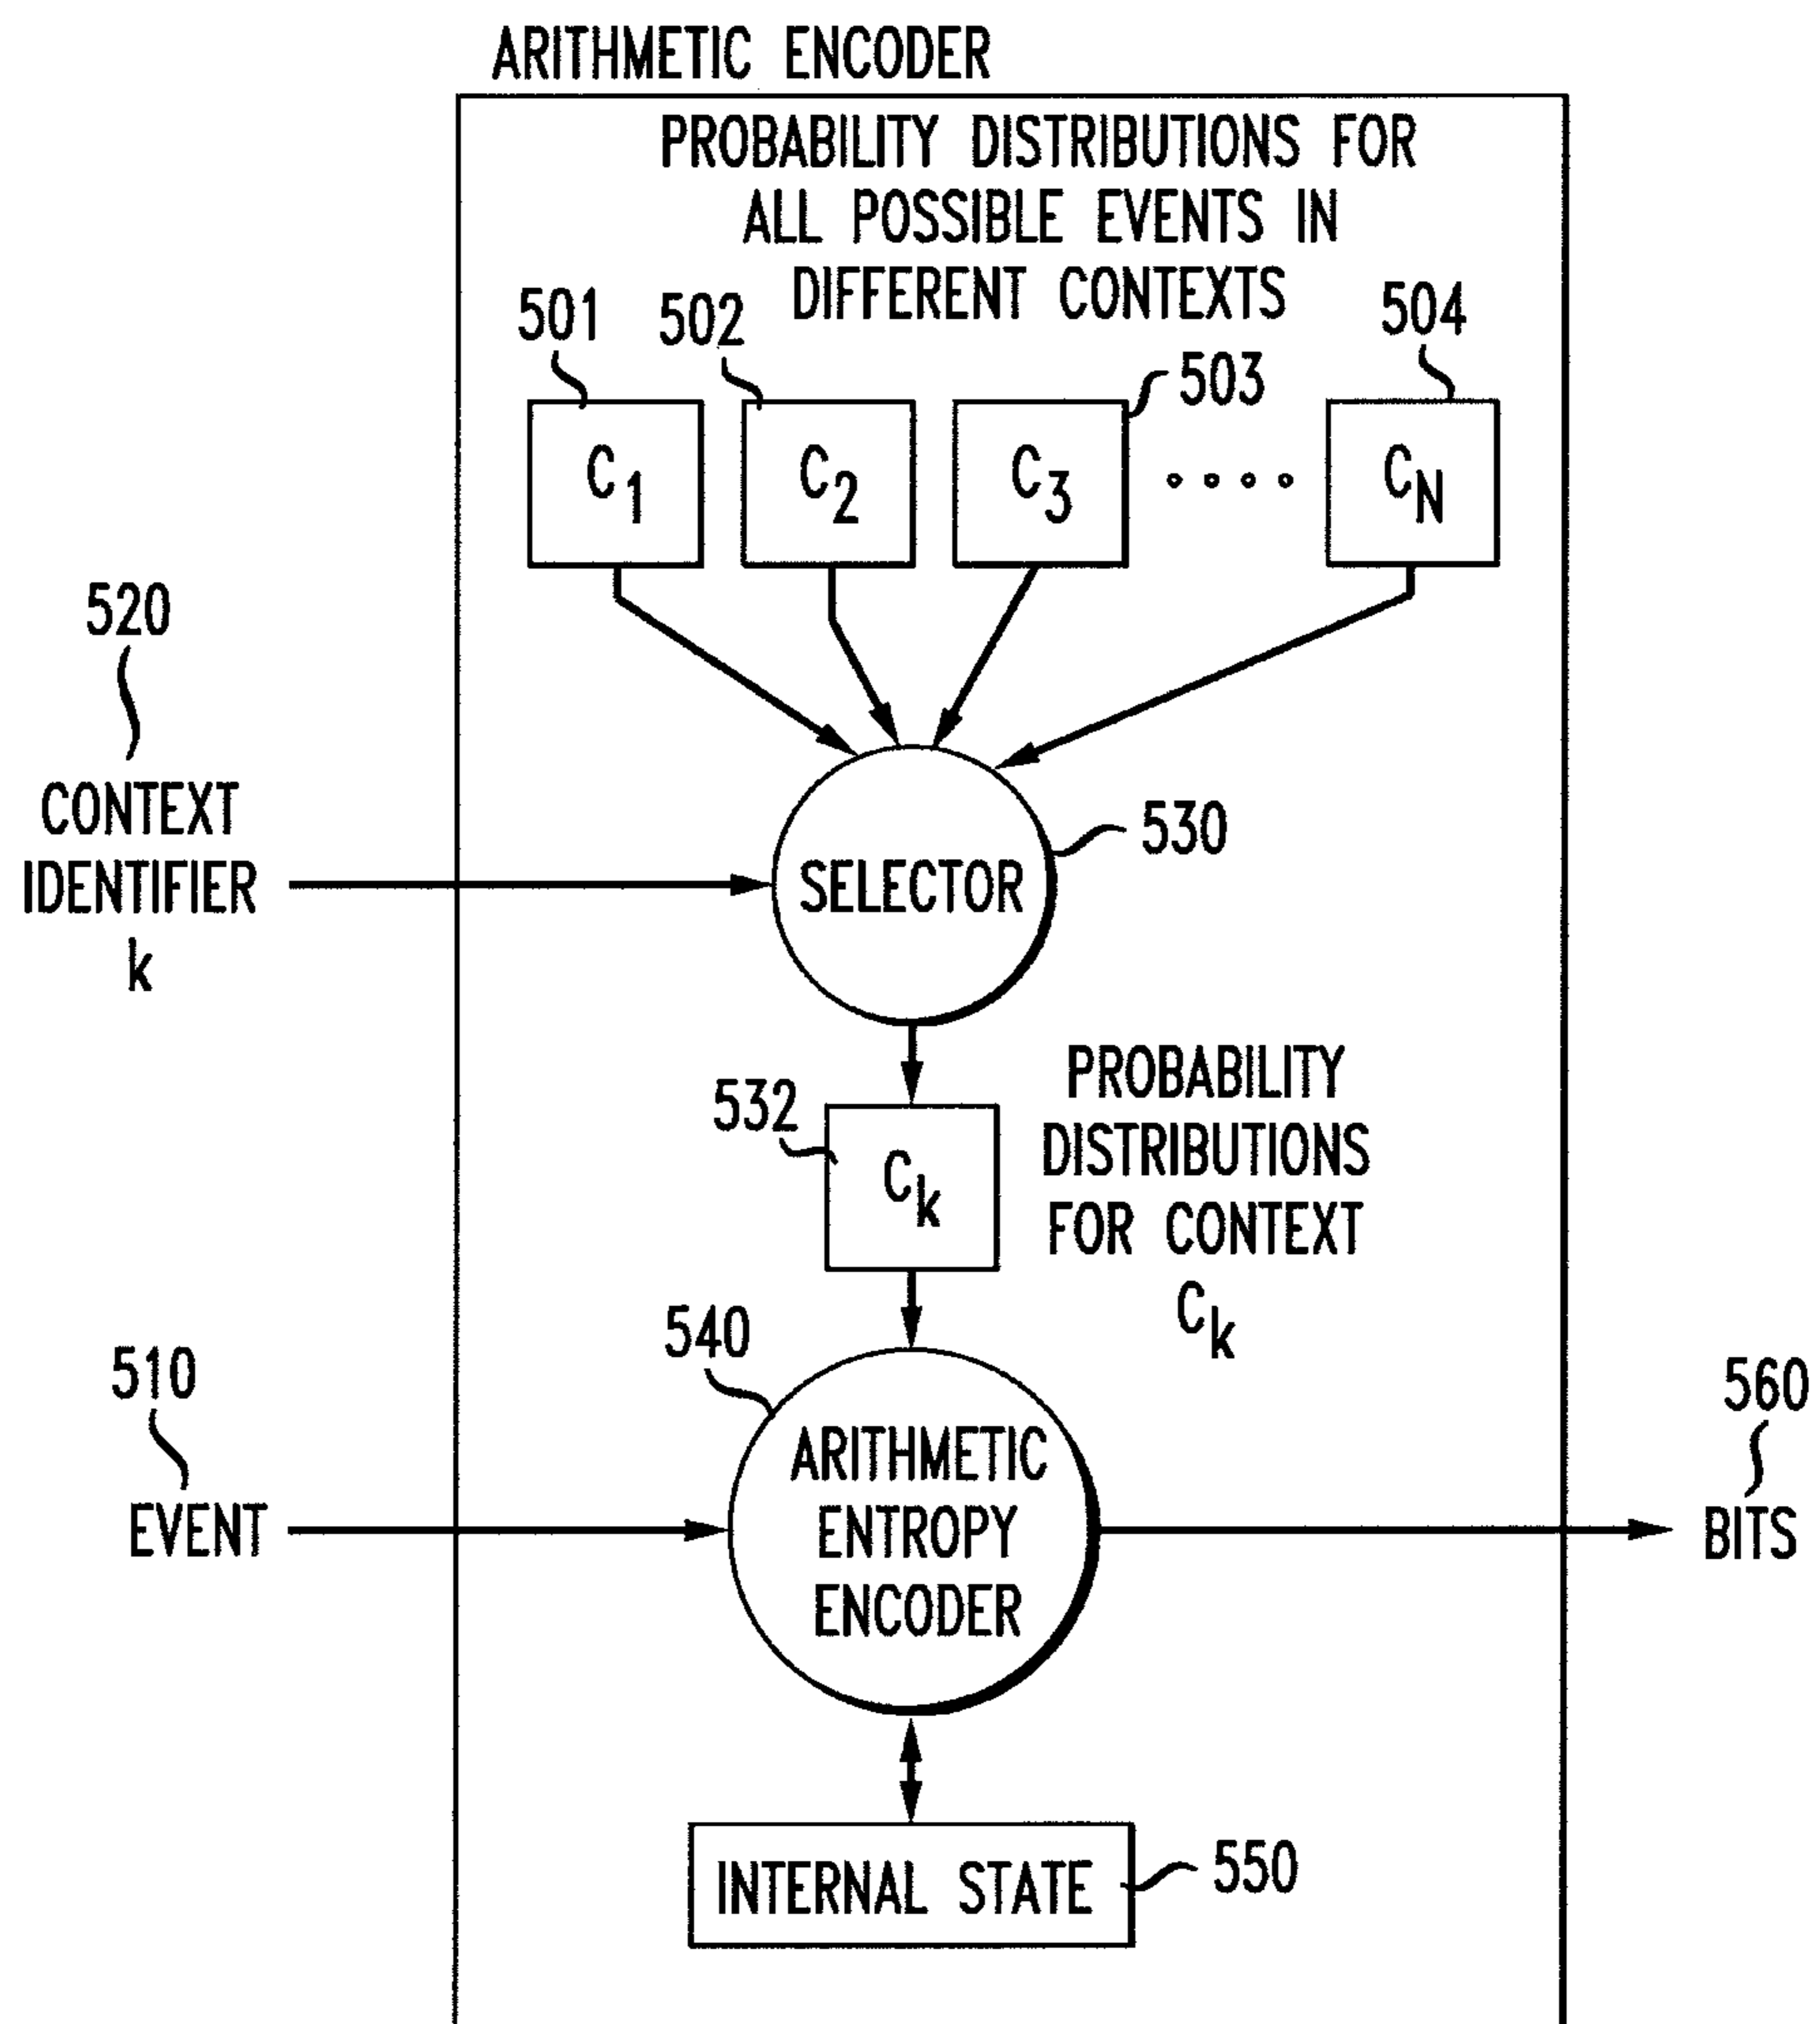 ARITHMETIC ENCODER
PROBABILITY DISTRIBUTIONS FOR
ALL POSSIBLE EVENTS IN
DIFFERENT CONTEXTS
501
502
503
504
C1
C2
C3
CN
520
CONTEXT
IDENTIFIER
k
530
SELECTOR
532
Ck
PROBABILITY
DISTRIBUTIONS
FOR CONTEXT
Ck
540
510
EVENT
ARITHMETIC
ENTROPY
ENCODER
560
BITS
INTERNAL STATE
550